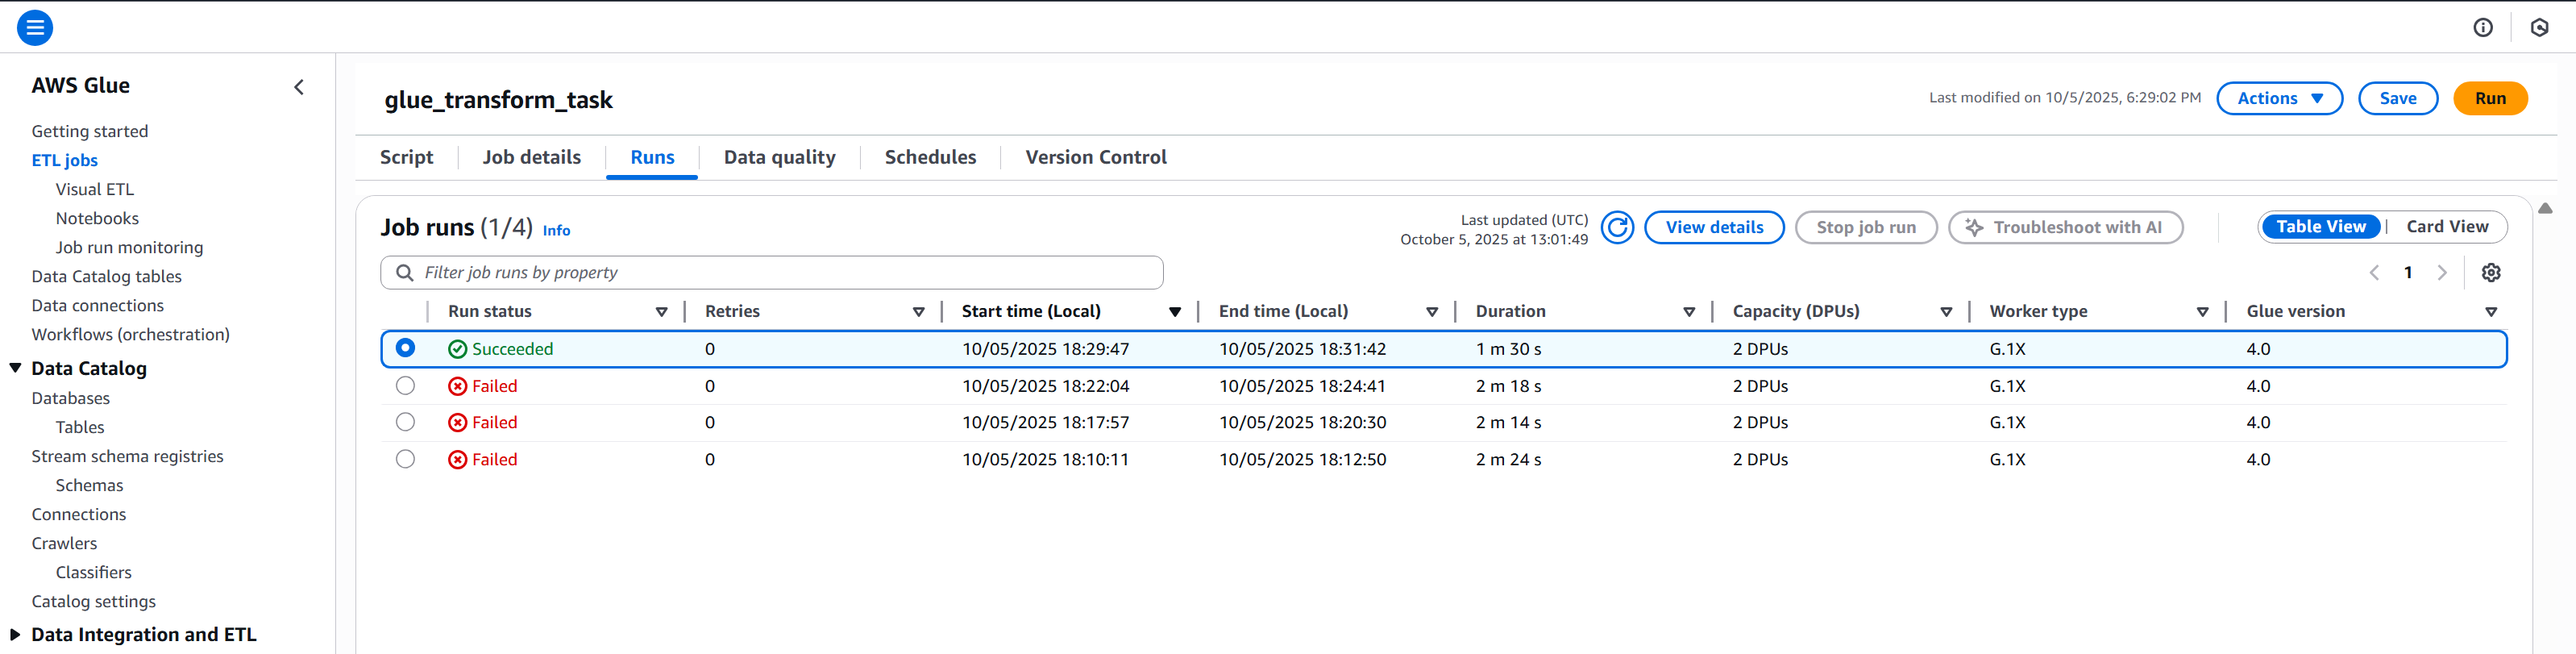 AWS Glue
Getting started
ETL jobs
Visual ETL
Notebooks
Job run monitoring
Data Catalog tables
Data connections
Workflows (orchestration)
Data Catalog
Databases
Tables
Stream schema registries
Schemas
Connections
Crawlers
Classifiers
Catalog settings
Data Integration and ETL
glue_transform_task
Last modified on 10/5/2025, 6:29:02 PM
Actions
Save
Run
Script
Job details
Runs
Data quality
Schedules
Version Control
Job runs (1/4) Info
Last updated (UTC)
October 5, 2025 at 13:01:49
View details
Stop job run
Troubleshoot with AI
Table View
Card View
Filter job runs by property
1
Run status Retries Start time (Local) End time (Local) Duration Capacity (DPUs) Worker type Glue version
Succeeded 0 10/05/2025 18:29:47 10/05/2025 18:31:42 1 m 30 s 2 DPUs G.1X 4.0
Failed 0 10/05/2025 18:22:04 10/05/2025 18:24:41 2 m 18 s 2 DPUs G.1X 4.0
Failed 0 10/05/2025 18:17:57 10/05/2025 18:20:30 2 m 14 s 2 DPUs G.1X 4.0
Failed 0 10/05/2025 18:10:11 10/05/2025 18:12:50 2 m 24 s 2 DPUs G.1X 4.0